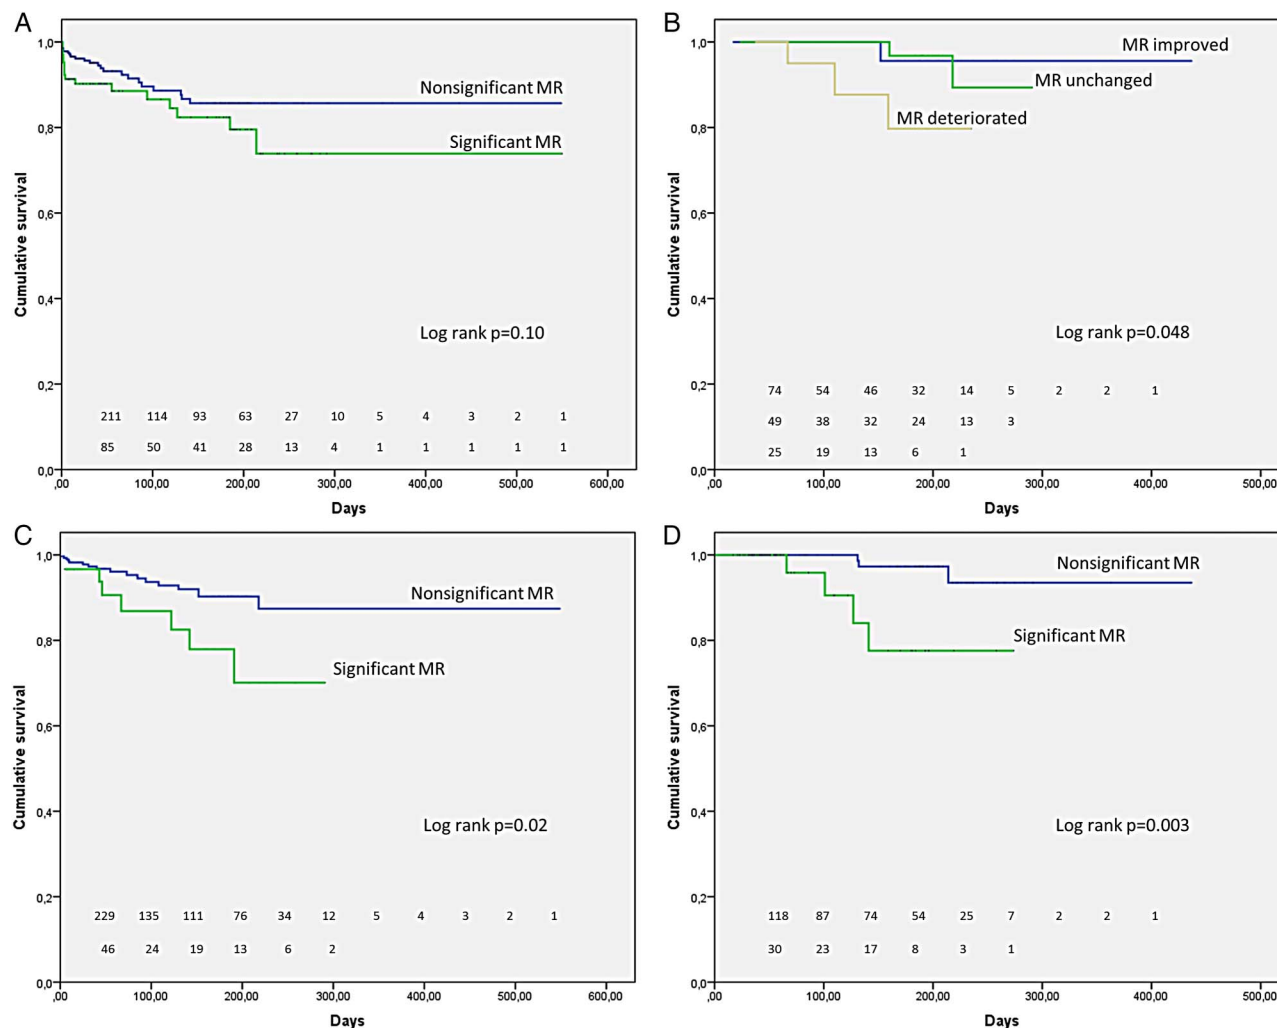 A
1,0
0,8
0,6
0,4
0,2
0,0
Cumulative survival
Nonsignificant MR
Significant MR
Log rank p=0.10
211 114 93 63 27 10 5 4 3 2 1
85 50 41 28 13 4 1 1 1 1 1
,00 100,00 200,00 300,00 400,00 500,00 600,00
Days
B
1,0
0,8
0,6
0,4
0,2
0,0
Cumulative survival
MR improved
MR unchanged
MR deteriorated
Log rank p=0.048
74 54 46 32 14 5 2 2 1
49 38 32 24 13 3
25 19 13 6 1
,00 100,00 200,00 300,00 400,00 500,00
Days
C
1,0
0,8
0,6
0,4
0,2
0,0
Cumulative survival
Nonsignificant MR
Significant MR
Log rank p=0.02
229 135 111 76 34 12 5 4 3 2 1
46 24 19 13 6 2
,00 100,00 200,00 300,00 400,00 500,00 600,00
Days
D
1,0
0,8
0,6
0,4
0,2
0,0
Cumulative survival
Nonsignificant MR
Significant MR
Log rank p=0.003
118 87 74 54 25 7 2 2 1
30 23 17 8 3 1
,00 100,00 200,00 300,00 400,00 500,0
Days